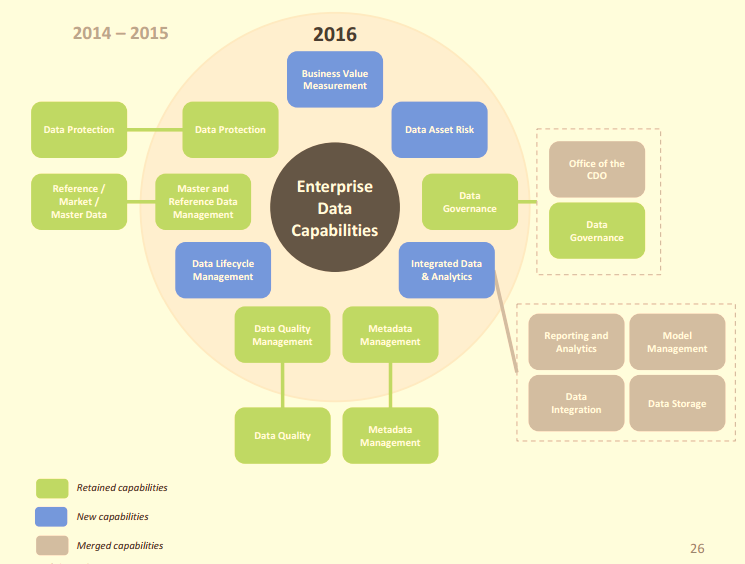 2014 – 2015
2016
Business Value
Measurement
Data Protection
Data Protection
Data Asset Risk
Office of the
CDO
Reference /
Market /
Master Data
Master and
Reference Data
Management
Enterprise
Data
Capabilities
Data
Governance
Data
Governance
Data Lifecycle
Management
Integrated Data
& Analytics
Data Quality
Management
Metadata
Management
Reporting and
Analytics
Model
Management
Data
Integration
Data Storage
Data Quality
Metadata
Management
Retained capabilities
New capabilities
Merged capabilities
26